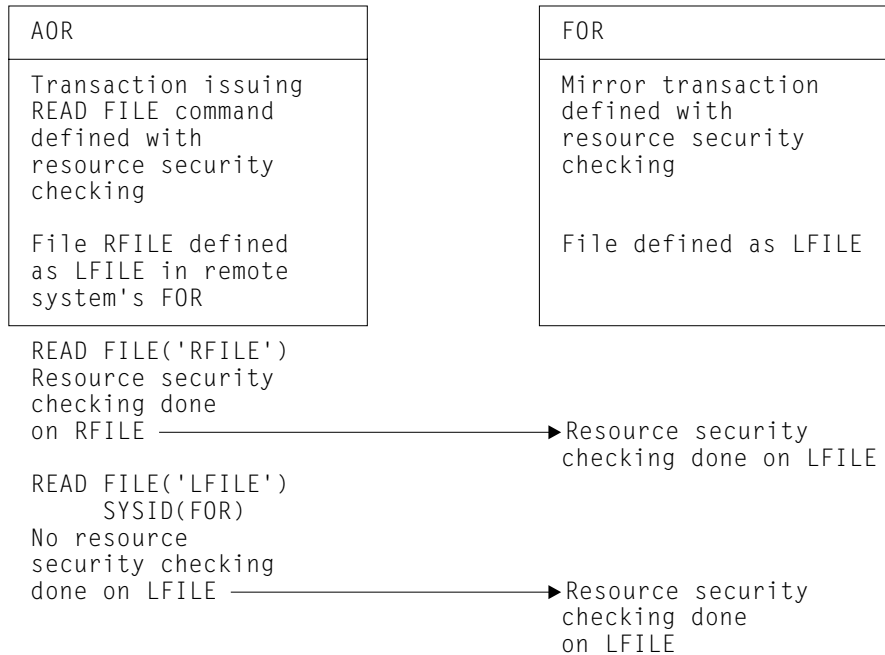 AOR
Transaction issuing
READ FILE command
defined with
resource security
checking
File RFILE defined
as LFILE in remote
system's FOR
FOR
Mirror transaction
defined with
resource security
checking
File defined as LFILE
READ FILE('RFILE')
Resource security
checking done
on RFILE
Resource security
checking done on LFILE
READ FILE('LFILE')
SYSID(FOR)
No resource
security checking
done on LFILE
Resource security
checking done
on LFILE